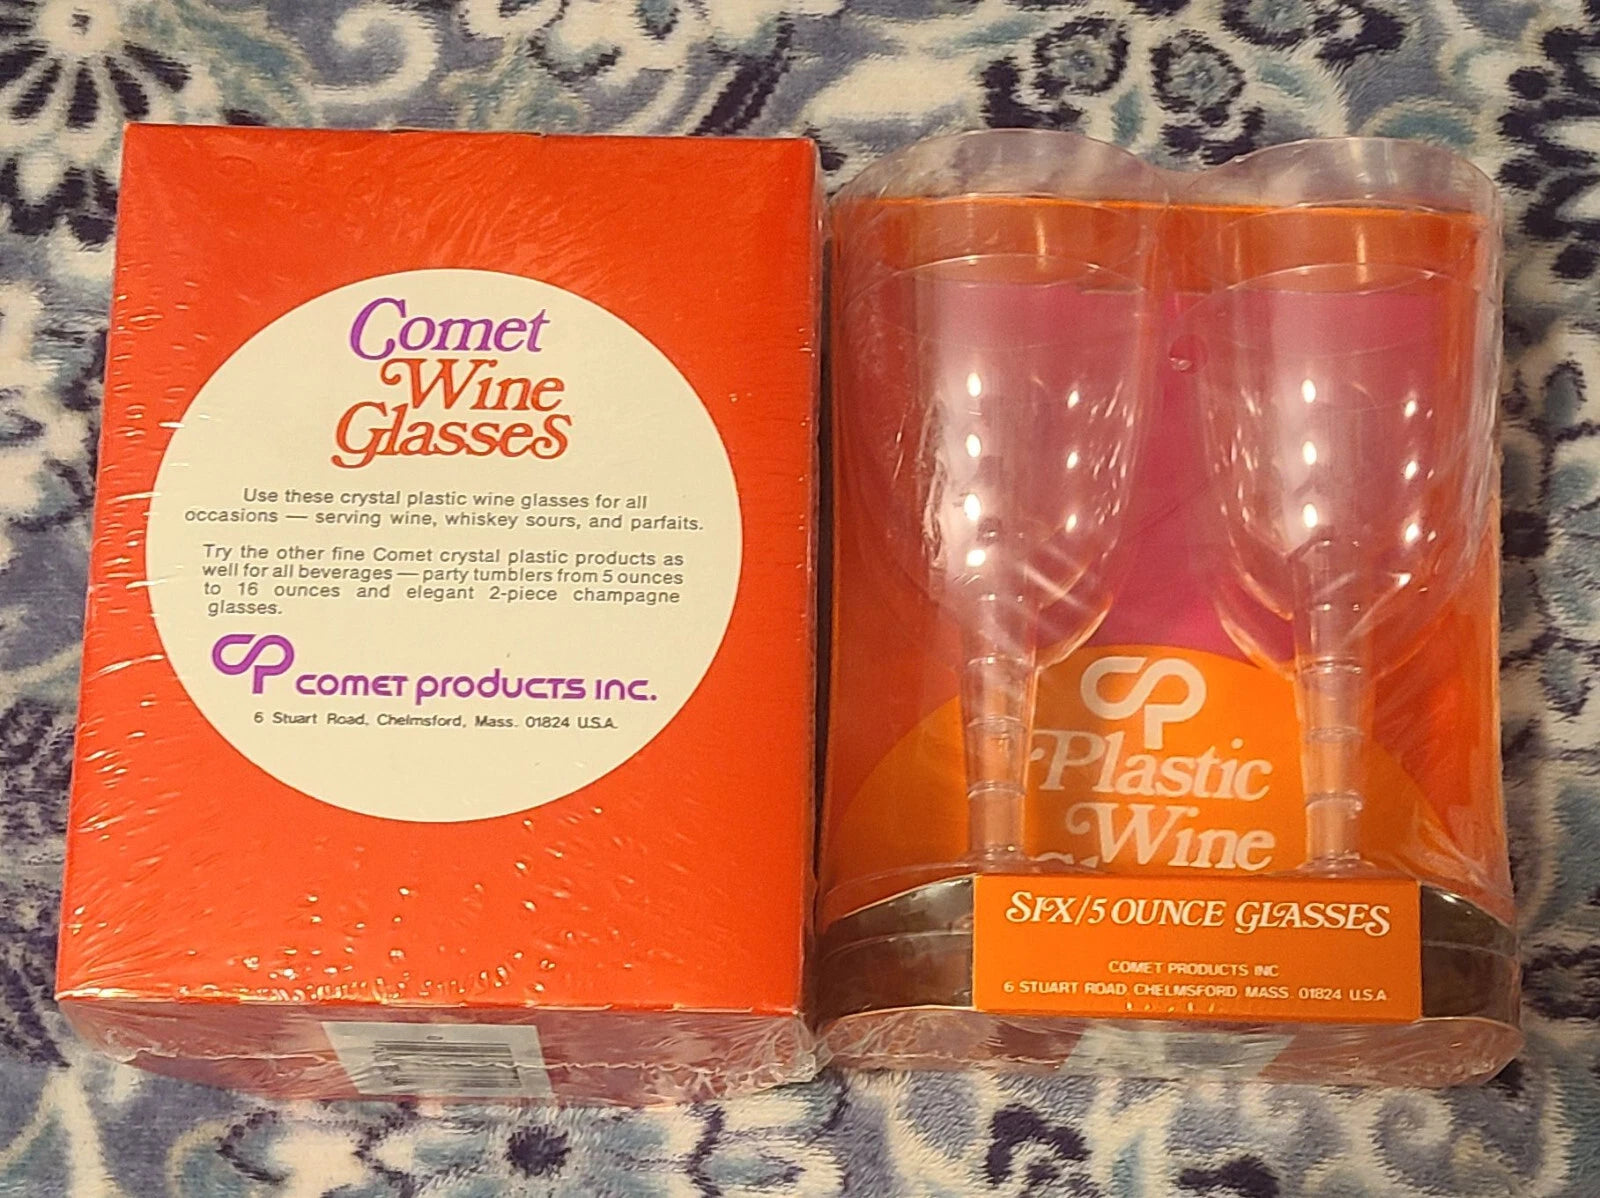 Comet
Wine
Glasses
Use these crystal plastic wine glasses for all
occasions — serving wine, whiskey sours, and parfaits.
Try the other fine Comet crystal plastic products as
well for all beverages — party tumblers from 5 ounces
to 16 ounces and elegant 2-piece champagne
glasses.
CP comet products inc.
6 Stuart Road, Chelmsford, Mass. 01824 U.S.A.
CP
Plastic
Wine
SIX/5 OUNCE GLASSES
COMET PRODUCTS INC
6 STUART ROAD CHELMSFORD MASS. 01824 U.S.A.